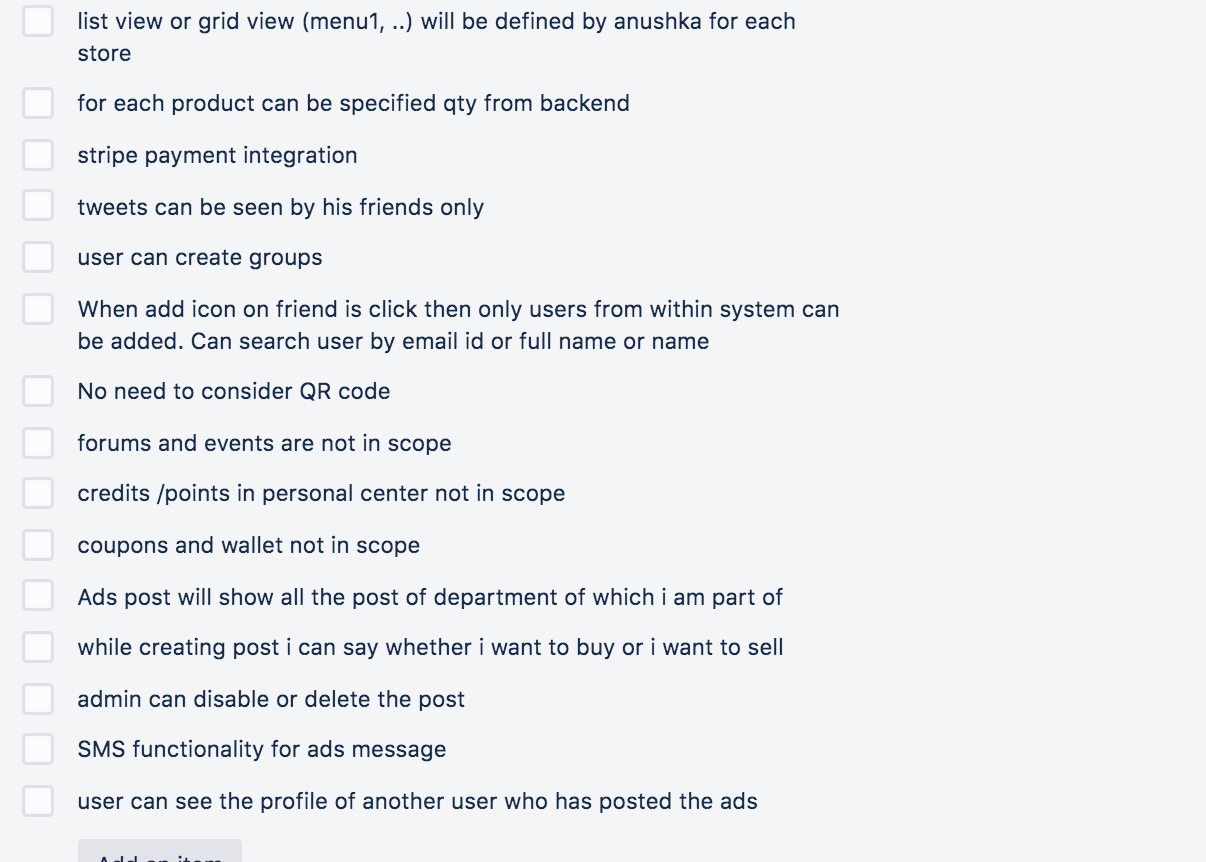 list view or grid view (menu1, ..) will be defined by anushka for each
store
for each product can be specified qty from backend
stripe payment integration
tweets can be seen by his friends only
user can create groups
When add icon on friend is click then only users from within system can
be added. Can search user by email id or full name or name
No need to consider QR code
forums and events are not in scope
credits /points in personal center not in scope
coupons and wallet not in scope
Ads post will show all the post of department of which i am part of
while creating post i can say whether i want to buy or i want to sell
admin can disable or delete the post
SMS functionality for ads message
user can see the profile of another user who has posted the ads
Add an item